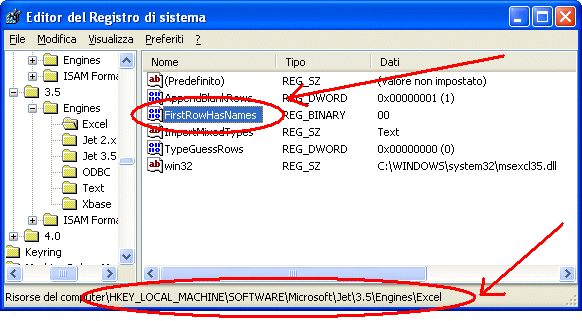 Editor del Registro di sistema
File Modifica Visualizza Preferiti ?
Engines
ISAM Forma
3.5
Engines
Excel
Jet 2.x
Jet 3.5
ODBC
Text
Xbase
ISAM Forma
4.0
Keyring
Nome Tipo Dati
(Predefinito) REG_SZ (valore non impostato)
AppendBlankRows REG_DWORD 0x00000001 (1)
FirstRowHasNames REG_BINARY 00
ImportMixedTypes REG_SZ Text
TypeGuessRows REG_DWORD 0x00000000 (0)
win32 REG_SZ C:\WINDOWS\system32\msexcl35.dll
Risorse del computer\HKEY_LOCAL_MACHINE\SOFTWARE\Microsoft\Jet\3.5\Engines\Excel